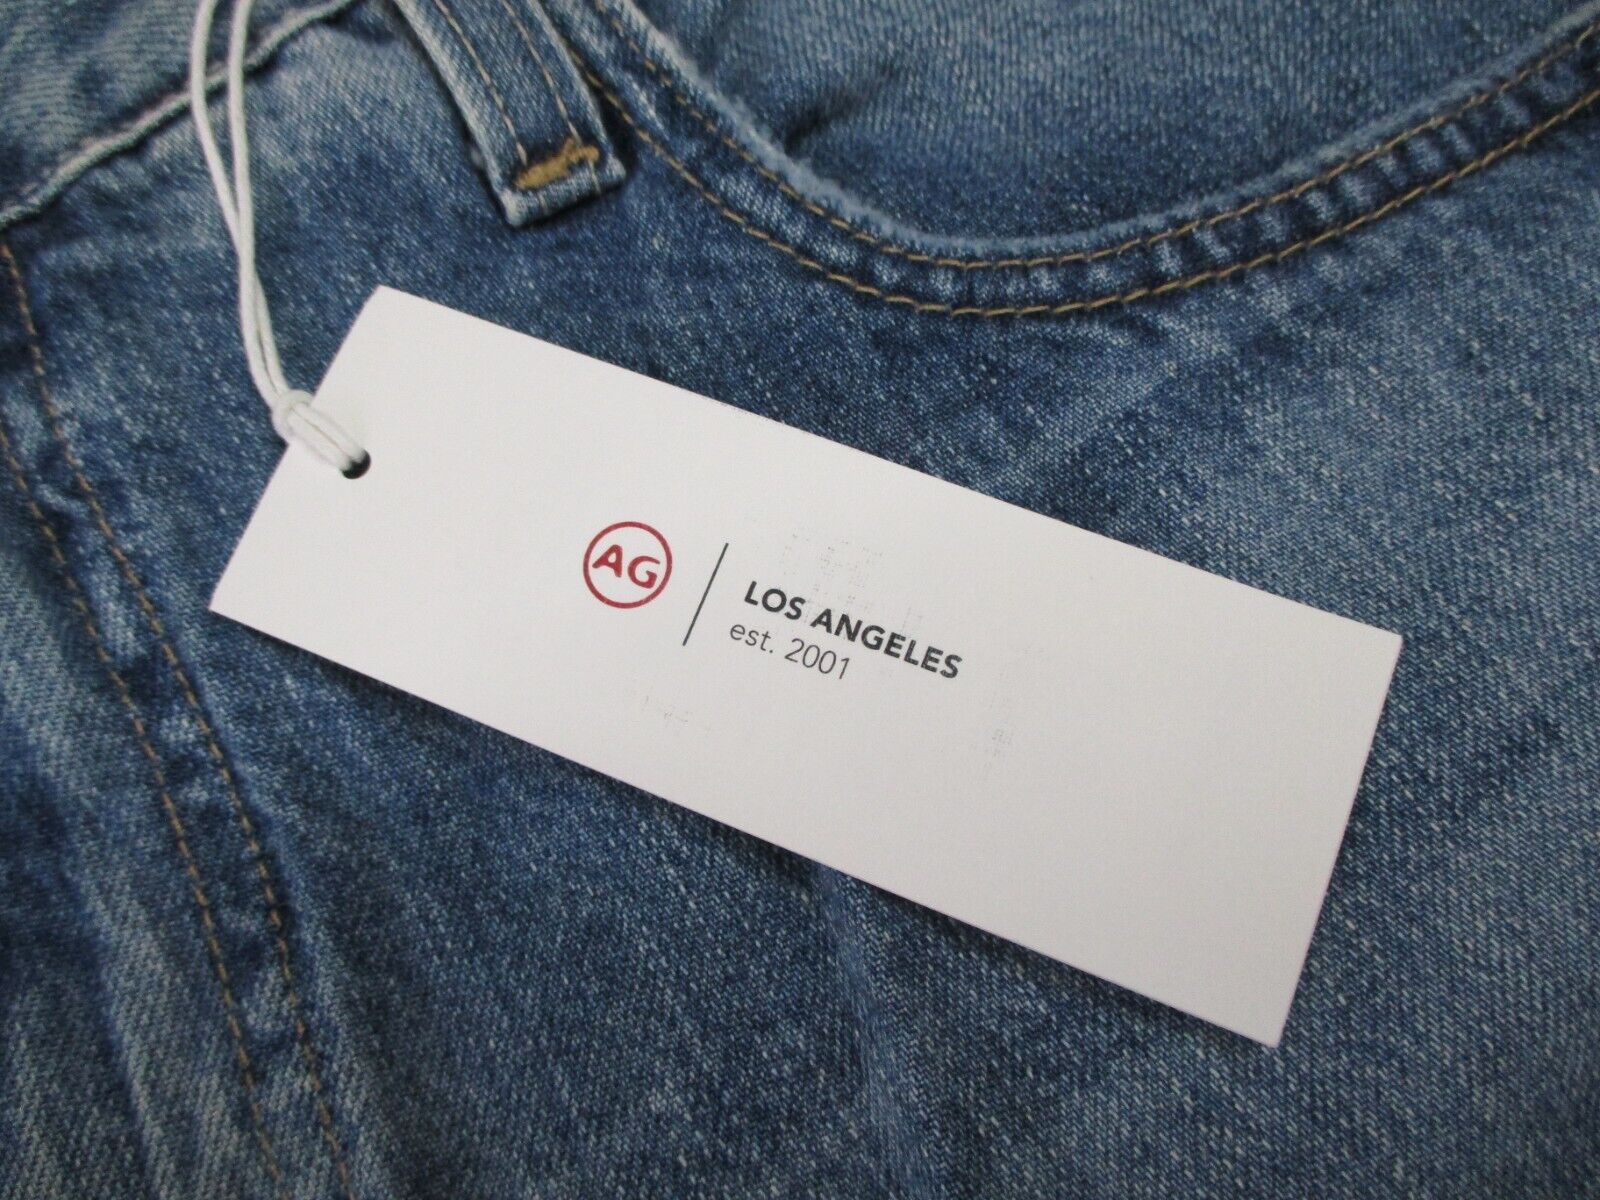 AG
LOS ANGELES
est. 2001